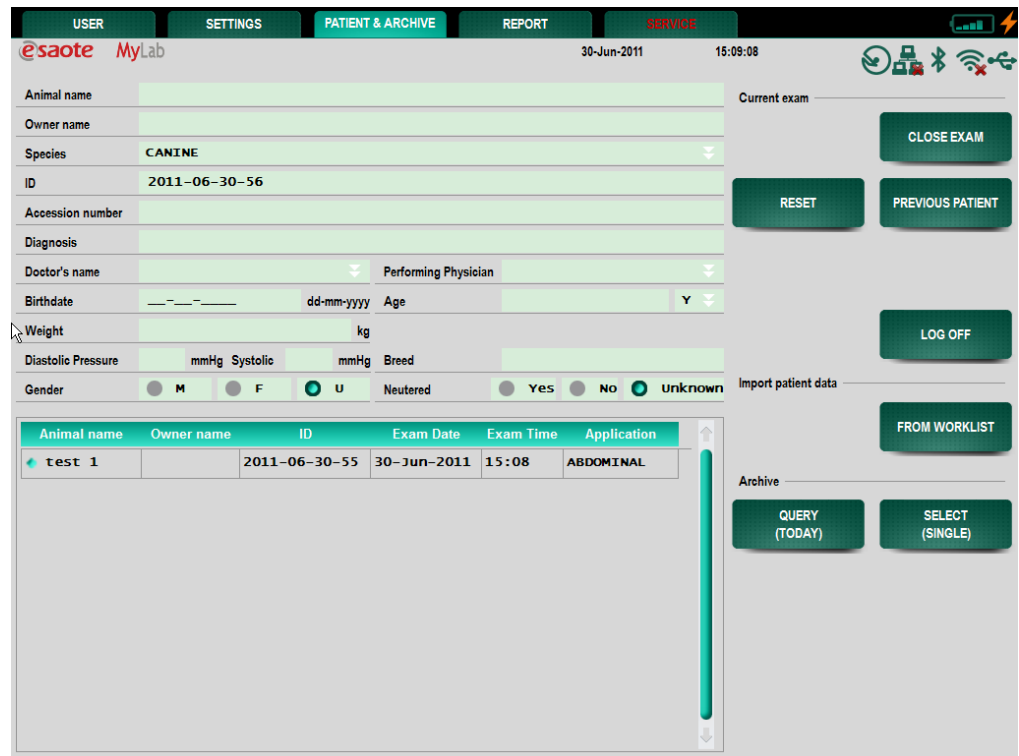 USER SETTINGS PATIENT & ARCHIVE REPORT SERVICE
esaote MyLab 30-Jun-2011 15:09:08
Animal name
Owner name
Species CANINE
ID 2011-06-30-56
Accession number
Diagnosis
Doctor's name Performing Physician
Birthdate __-__-____ dd-mm-yyyy Age Y
Weight kg
Diastolic Pressure mmHg Systolic mmHg Breed
Gender M F U Neutered Yes No Unknown
Animal name Owner name ID Exam Date Exam Time Application
test 1 2011-06-30-55 30-Jun-2011 15:08 ABDOMINAL
Current exam
CLOSE EXAM
RESET PREVIOUS PATIENT
LOG OFF
Import patient data
FROM WORKLIST
Archive
QUERY (TODAY)
SELECT (SINGLE)